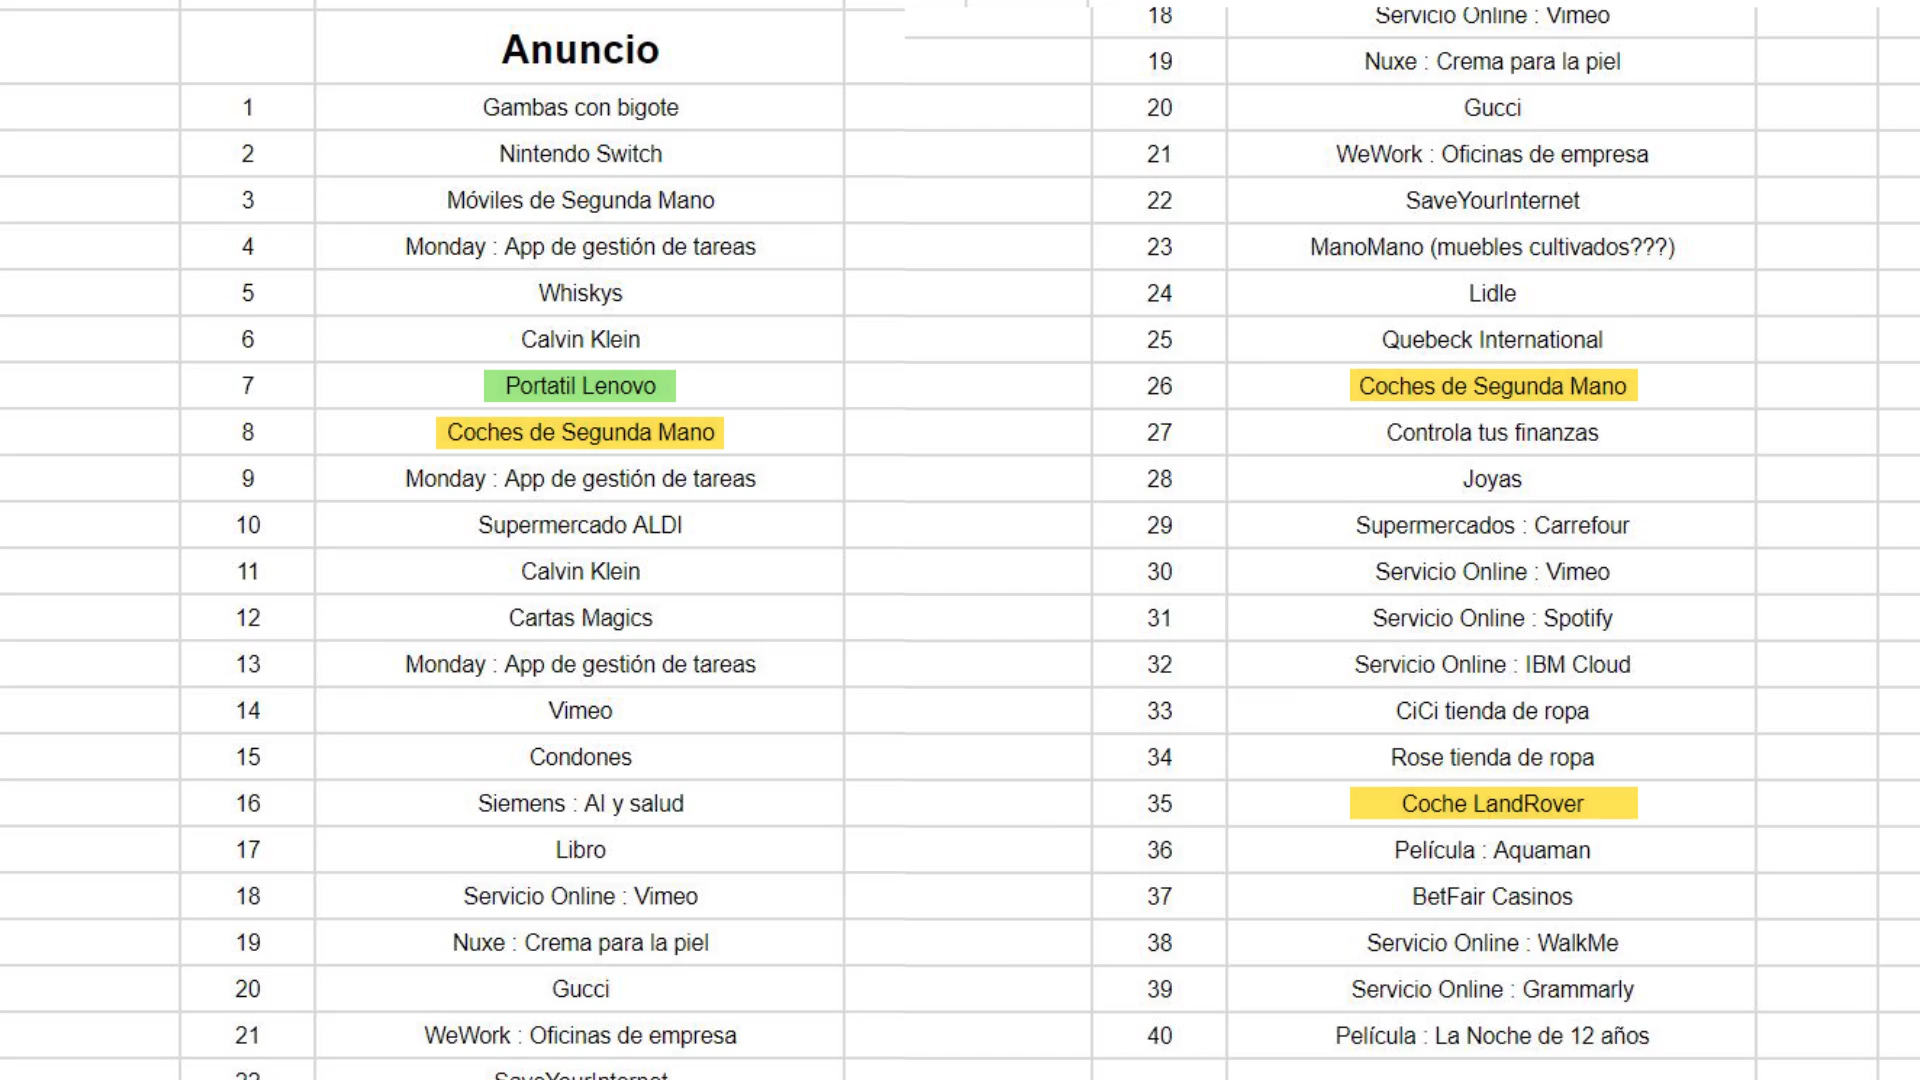 Anuncio
1 Gambas con bigote
2 Nintendo Switch
3 Móviles de Segunda Mano
4 Monday : App de gestión de tareas
5 Whiskys
6 Calvin Klein
7 Portatil Lenovo
8 Coches de Segunda Mano
9 Monday : App de gestión de tareas
10 Supermercado ALDI
11 Calvin Klein
12 Cartas Magics
13 Monday : App de gestión de tareas
14 Vimeo
15 Condones
16 Siemens : AI y salud
17 Libro
18 Servicio Online : Vimeo
19 Nuxe : Crema para la piel
20 Gucci
21 WeWork : Oficinas de empresa
22 SaveYourInternet
18 Servicio Online : Vimeo
19 Nuxe : Crema para la piel
20 Gucci
21 WeWork : Oficinas de empresa
22 SaveYourInternet
23 ManoMano (muebles cultivados???)
24 Lidle
25 Quebeck International
26 Coches de Segunda Mano
27 Controla tus finanzas
28 Joyas
29 Supermercados : Carrefour
30 Servicio Online : Vimeo
31 Servicio Online : Spotify
32 Servicio Online : IBM Cloud
33 CiCi tienda de ropa
34 Rose tienda de ropa
35 Coche LandRover
36 Película : Aquaman
37 BetFair Casinos
38 Servicio Online : WalkMe
39 Servicio Online : Grammarly
40 Película : La Noche de 12 años